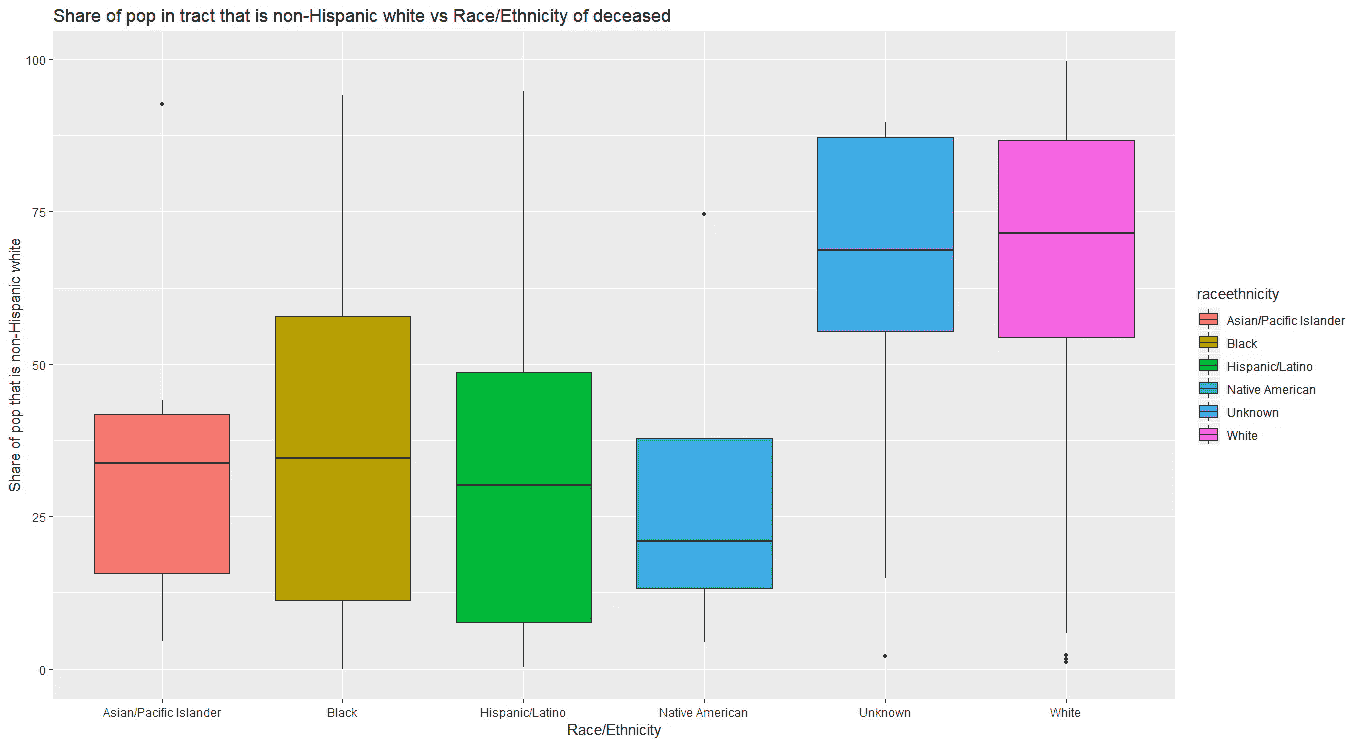 Share of pop in tract that is non-Hispanic white vs Race/Ethnicity of deceased
Share of pop that is non-Hispanic white
100
75
50
25
0
Asian/Pacific Islander Black Hispanic/Latino Native American Unknown White
Race/Ethnicity
raceethnicity
Asian/Pacific Islander
Black
Hispanic/Latino
Native American
Unknown
White